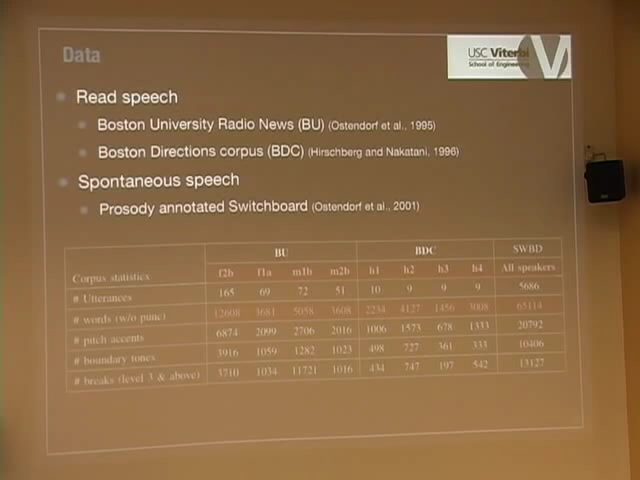 Data
USC Viterbi
School of Engineering
Read speech
Boston University Radio News (BU) (Ostendorf et al., 1995)
Boston Directions corpus (BDC) (Hirschberg and Nakatani, 1996)
Spontaneous speech
Prosody annotated Switchboard (Ostendorf et al., 2001)
BU BDC SWBD
Corpus statistics f2b f1a m1b m2b h1 h2 h3 h4 All speakers
# Utterances 165 69 72 51 10 9 9 9 5686
# words (w/o punc) 12608 3681 5058 3608 2234 4127 1456 3008 65114
# pitch accents 6874 2099 2706 2016 1006 1573 678 1333 20792
# boundary tones 3916 1059 1282 1023 498 727 361 333 10406
# breaks (level 3 & above) 3710 1034 11721 1016 434 747 197 542 13127